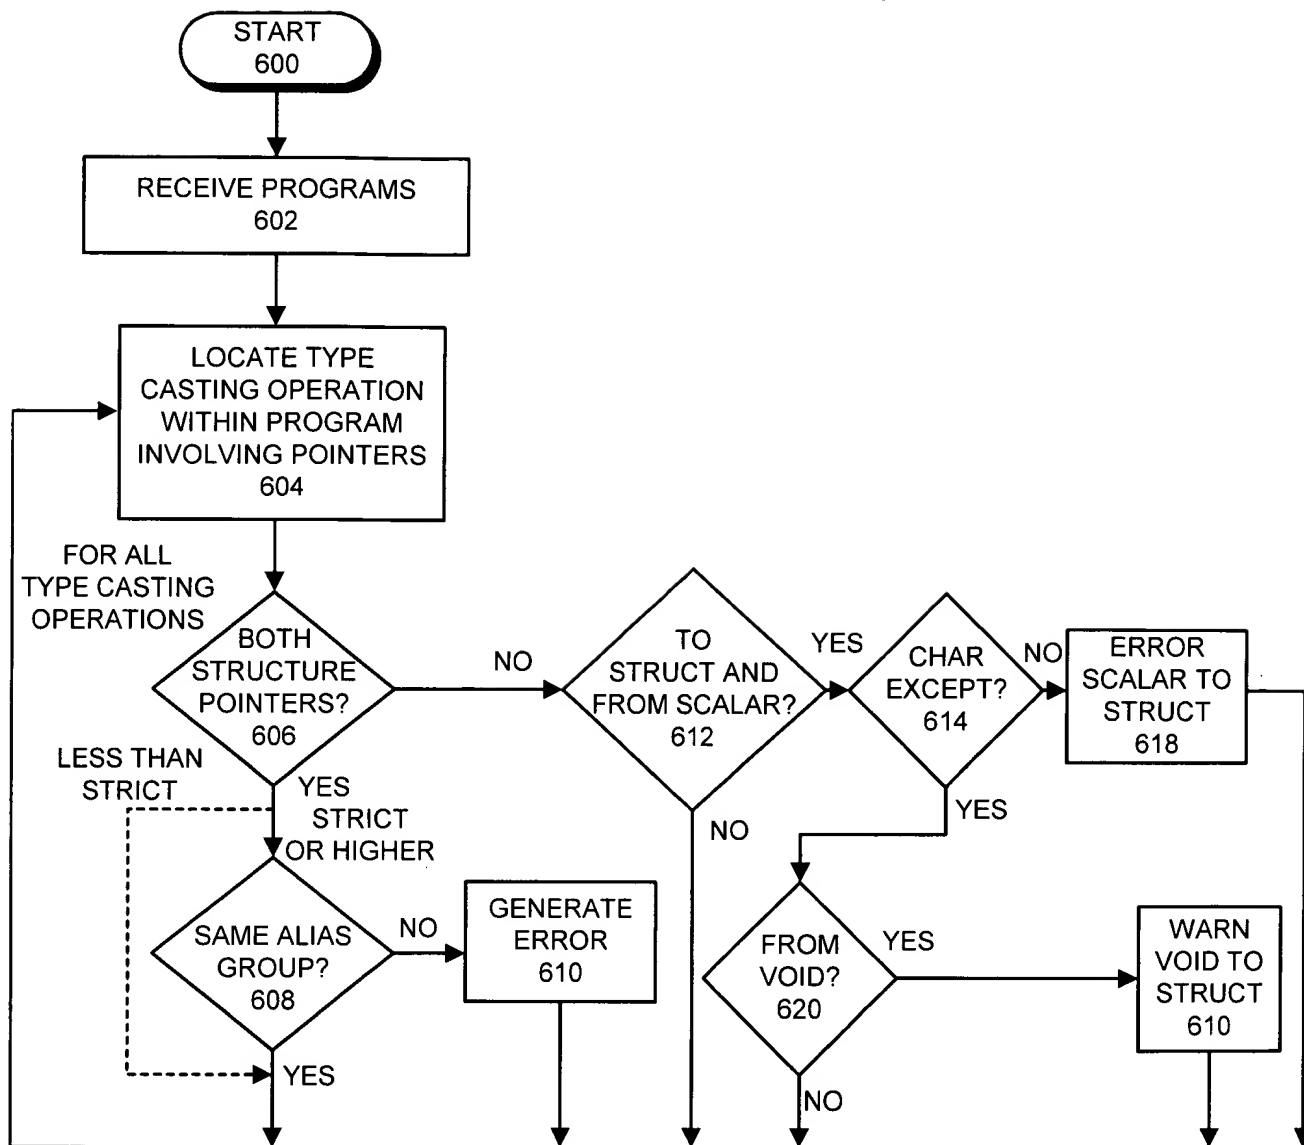 START
600
RECEIVE PROGRAMS
602
LOCATE TYPE
CASTING OPERATION
WITHIN PROGRAM
INVOLVING POINTERS
604
FOR ALL
TYPE CASTING
OPERATIONS
BOTH
STRUCTURE
POINTERS?
606
NO
TO
STRUCT AND
FROM SCALAR?
612
YES
CHAR
EXCEPT?
614
NO
ERROR
SCALAR TO
STRUCT
618
LESS THAN
STRICT
YES
STRICT
OR HIGHER
NO
YES
SAME ALIAS
GROUP?
608
NO
GENERATE
ERROR
610
FROM
VOID?
620
YES
WARN
VOID TO
STRUCT
610
YES
NO